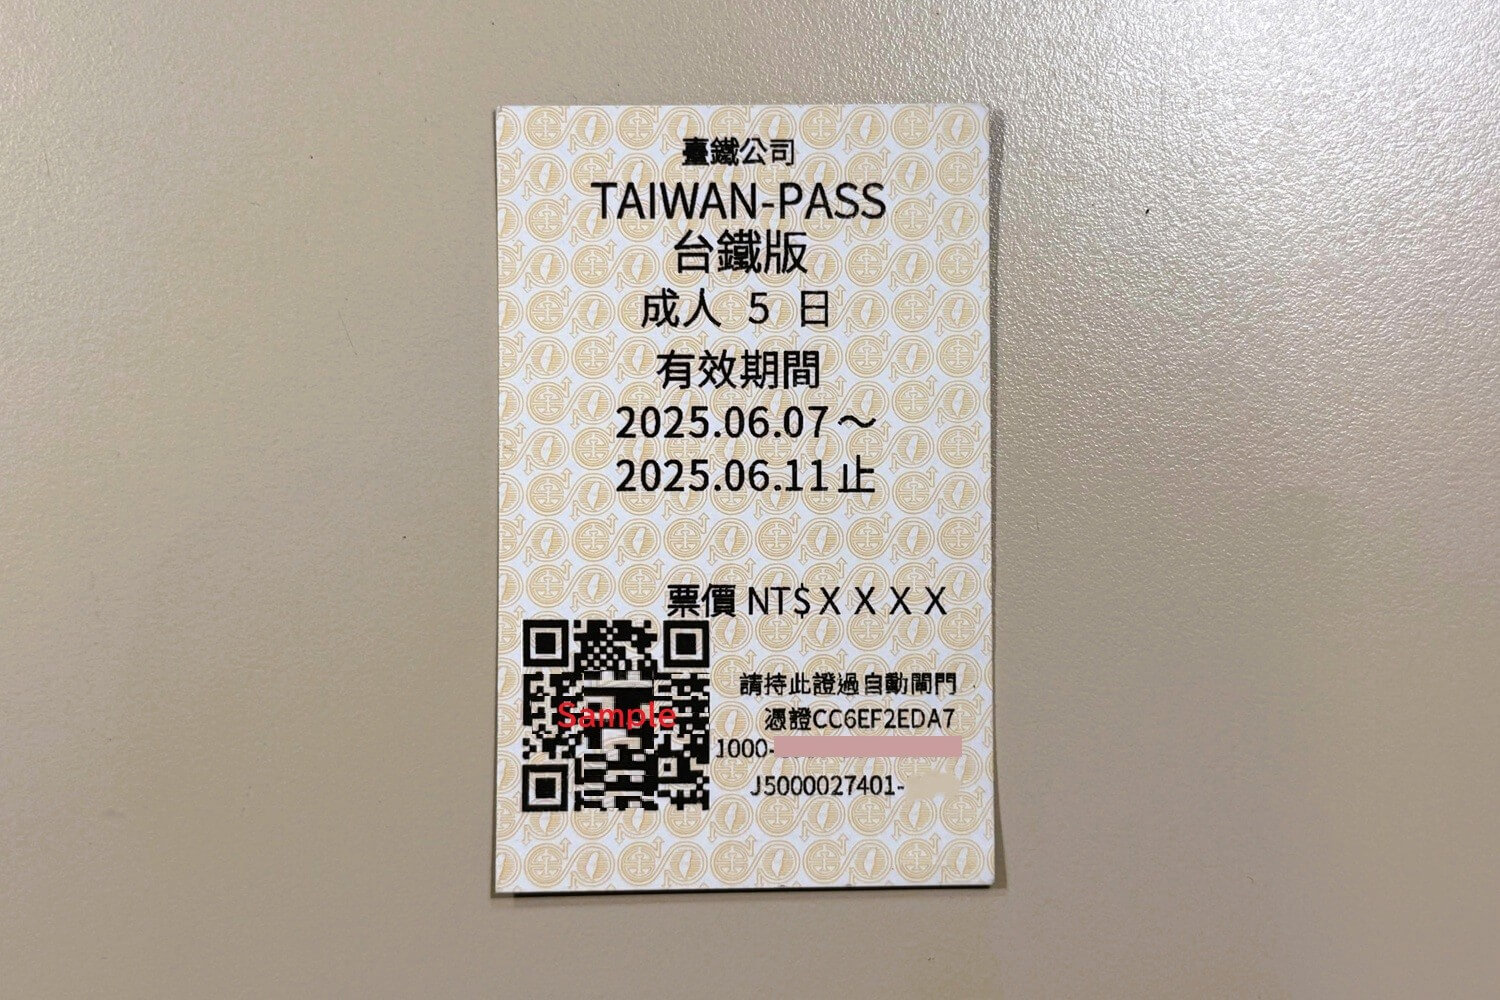 臺鐵公司
TAIWAN-PASS
台鐵版
成人 5 日
有效期間
2025.06.07～
2025.06.11止
票價 NT$XXXX
請持此證過自動閘門
Sample
憑證CC6EF2EDA7
1000-
J5000027401-